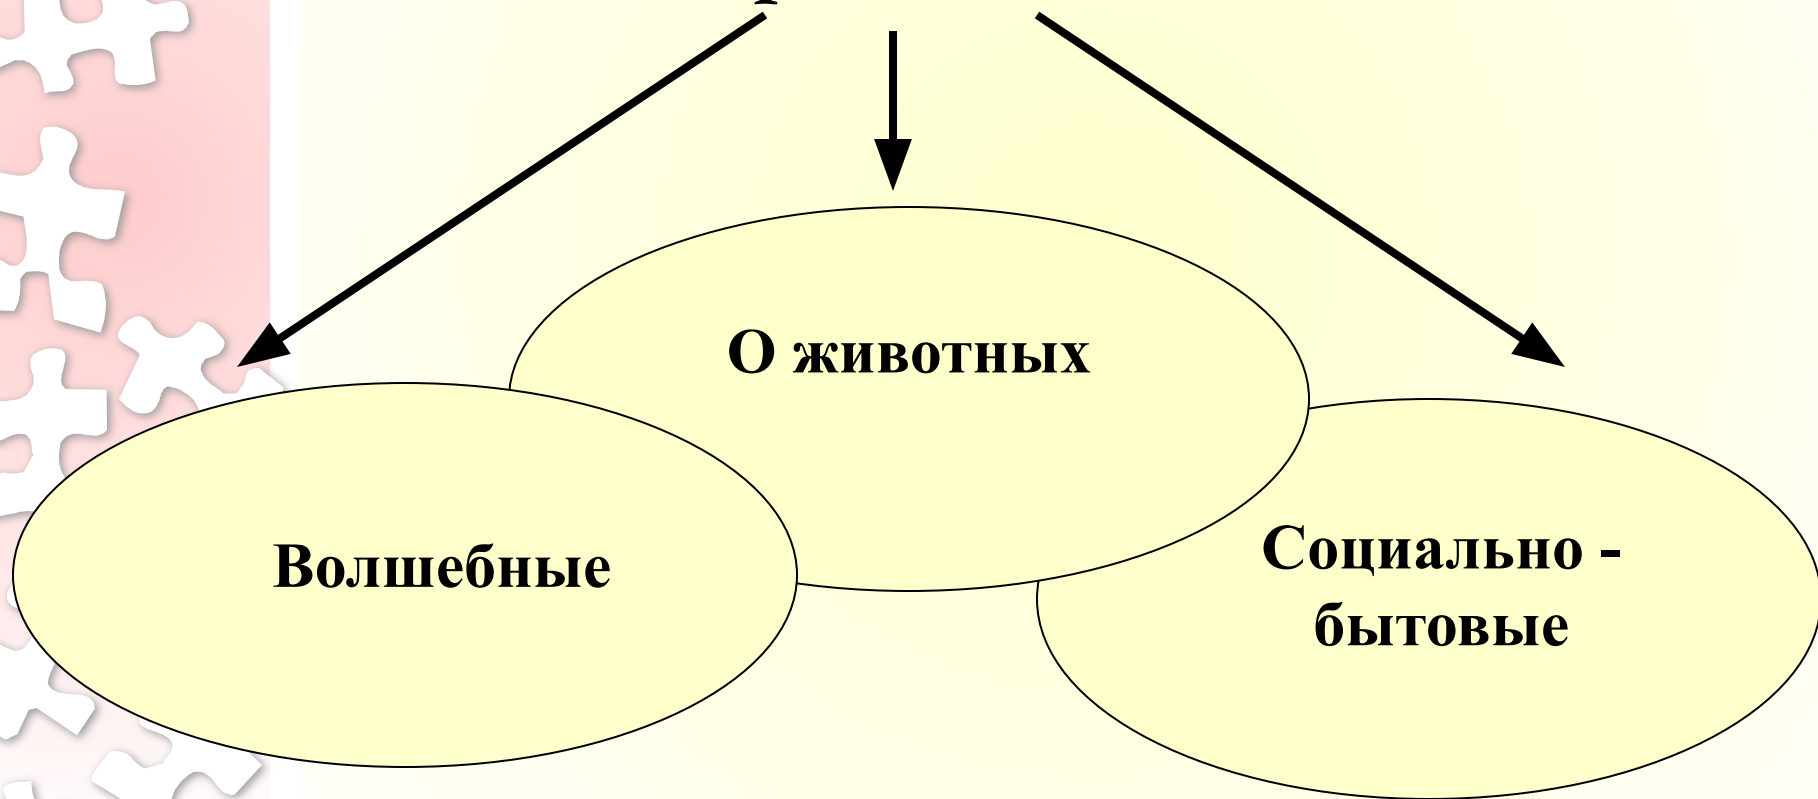 О животных
Волшебные
Социально -
бытовые